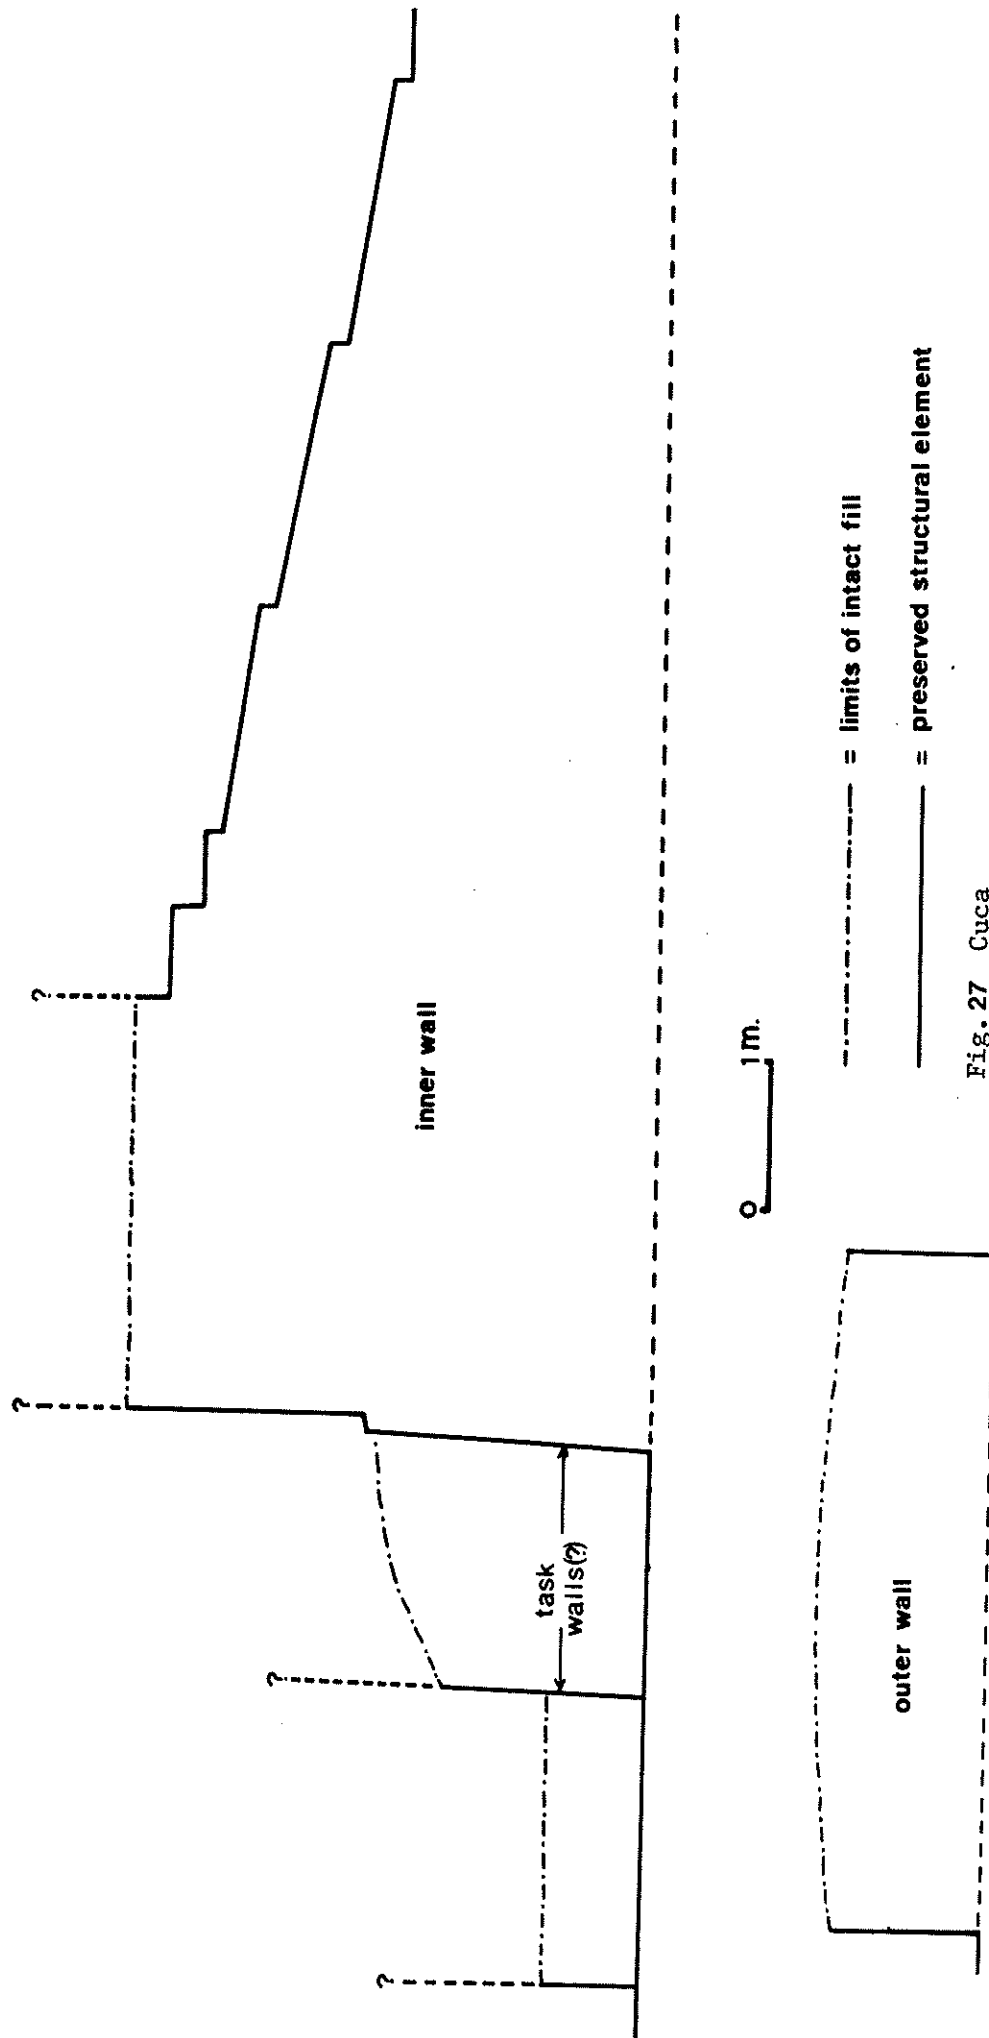 ?
?
?
?
inner wall
task
walls(?)
outer wall
0 1m.
= limits of intact fill
= preserved structural element
Fig. 27 Cuca